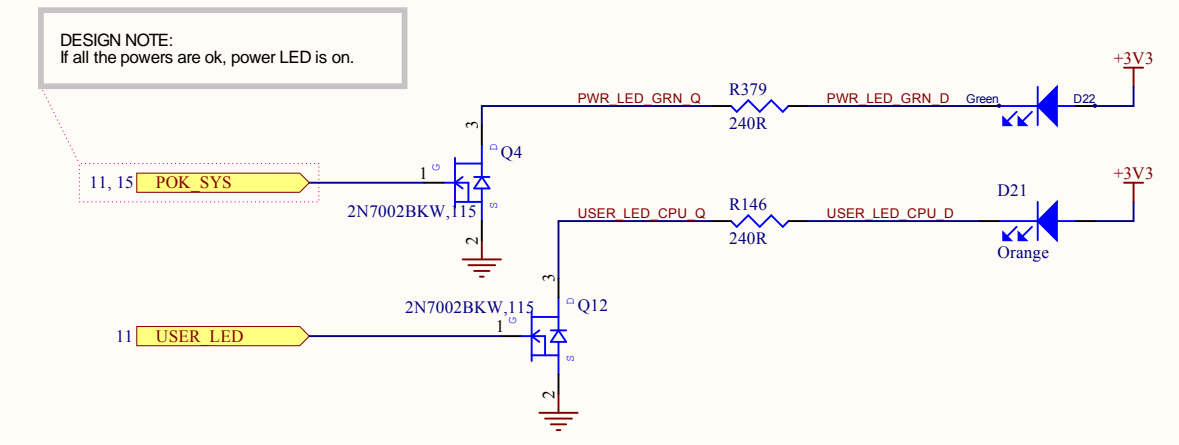 DESIGN NOTE:
If all the powers are ok, power LED is on.
+3V3
PWR_LED_GRN_Q
R379
240R
PWR_LED_GRN_D
Green
D22
3
D
Q4
11, 15
POK_SYS
1
G
S
2N7002BKW,115
2
+3V3
USER_LED_CPU_Q
R146
240R
USER_LED_CPU_D
D21
Orange
3
D
Q12
2N7002BKW,115
11
USER_LED
1
G
S
2